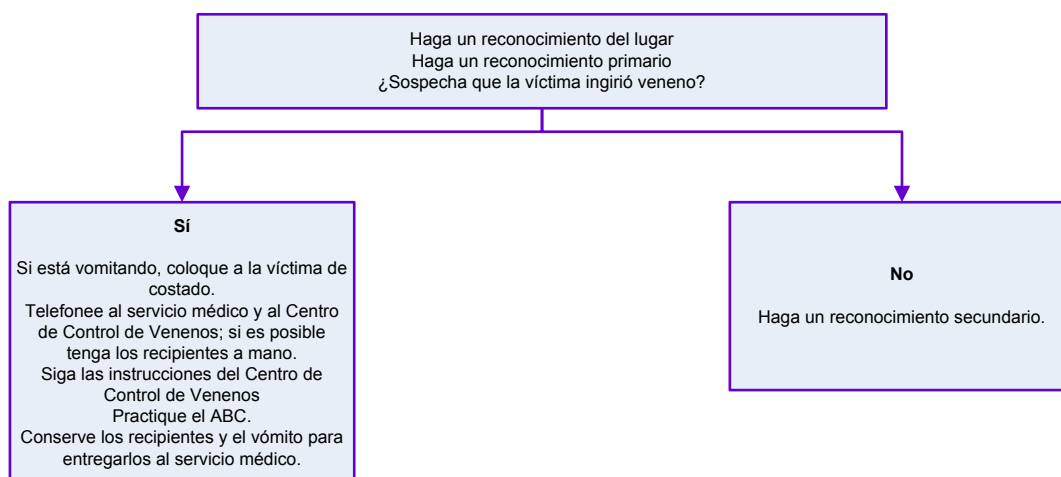 Haga un reconocimiento del lugar
Haga un reconocimiento primario
¿Sospecha que la víctima ingirió veneno?
Sí
Si está vomitando, coloque a la víctima de
costado.
Telefonee al servicio médico y al Centro
de Control de Venenos; si es posible
tenga los recipientes a mano.
Siga las instrucciones del Centro de
Control de Venenos
Practique el ABC.
Conserve los recipientes y el vómito para
entregarlos al servicio médico.
No
Haga un reconocimiento secundario.